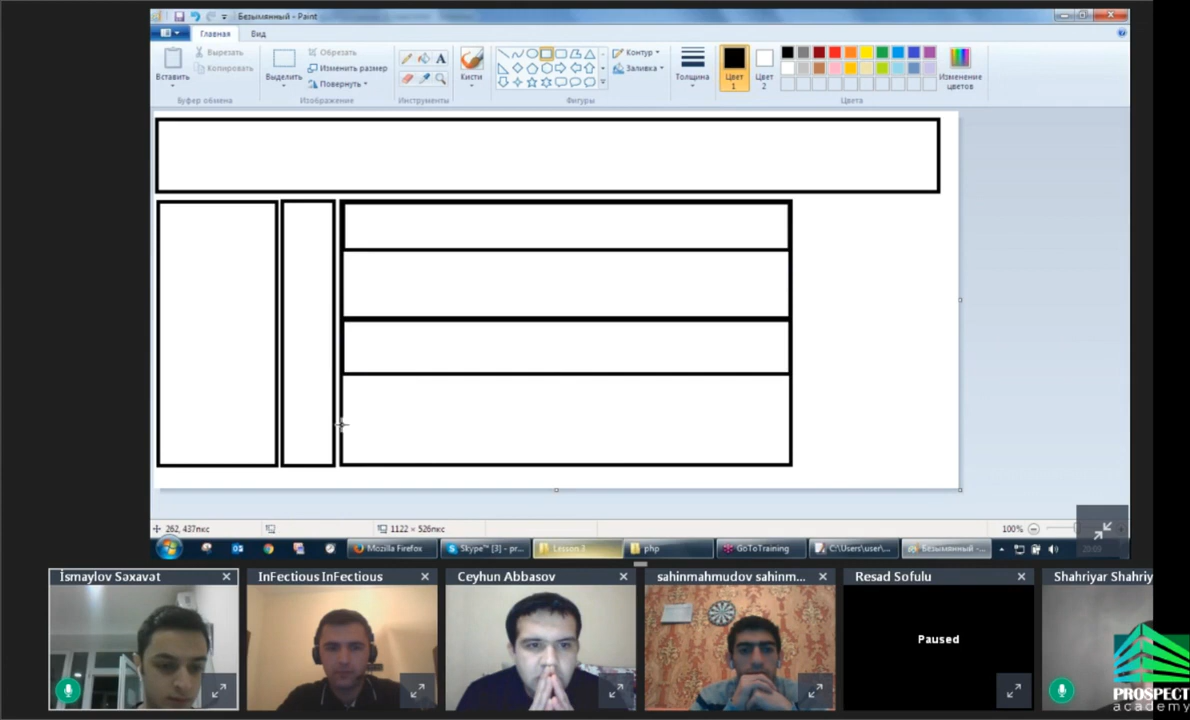 Безымянный - Paint
Главная
Вид
Вставить
Вырезать
Копировать
Буфер обмена
Выделить
Обрезать
Изменить размер
Повернуть
Изображение
A
Инструменты
Кисти
Контур
Заливка
Фигуры
Толщина
Цвет 1
Цвет 2
Изменение цветов
Цвета
262, 437пкс
1122 × 526пкс
100%
Mozilla Firefox
Skype™ [3] - pr...
Lesson 3
php
GoToTraining
C:\Users\user\...
Безымянный -...
20:09
İsmaylov Səxavət
InFectious InFectious
Ceyhun Abbasov
sahinmahmudov sahinm...
Resad Sofulu
Shahriyar Shahriy
Paused
PROSPECT
academy